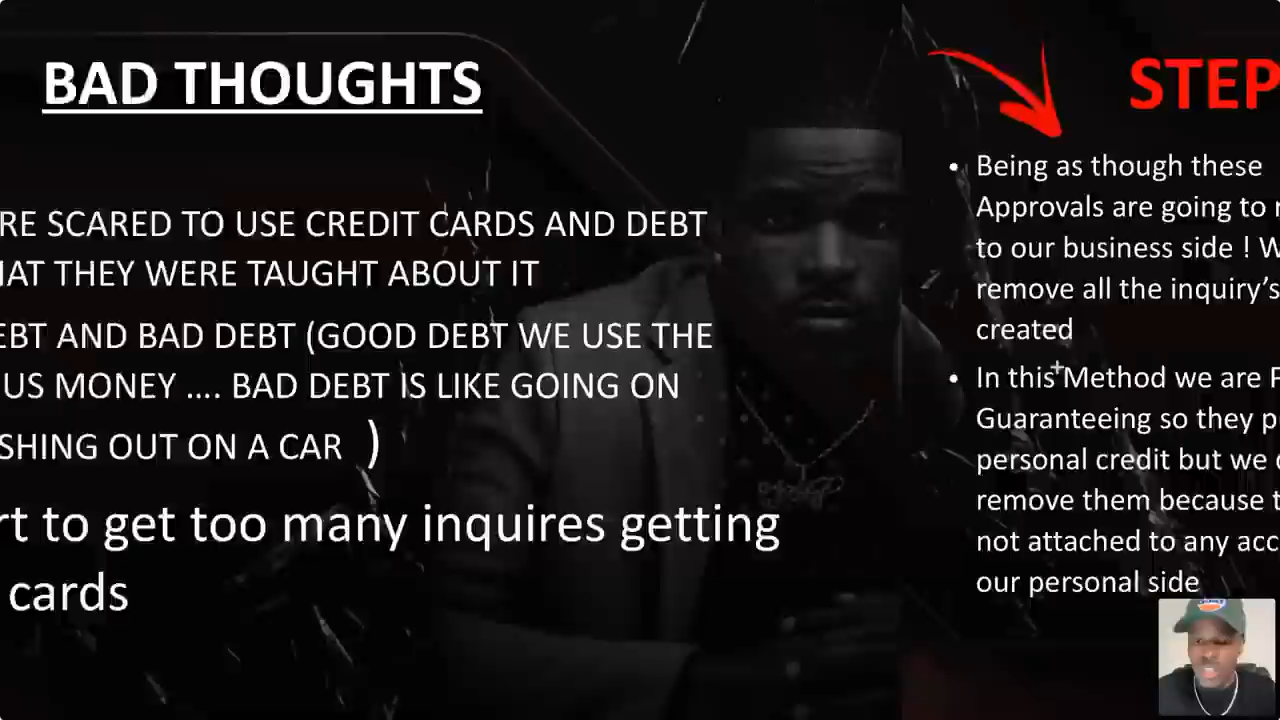 BAD THOUGHTS
RE SCARED TO USE CREDIT CARDS AND DEBT
HAT THEY WERE TAUGHT ABOUT IT
EBT AND BAD DEBT (GOOD DEBT WE USE THE
US MONEY .... BAD DEBT IS LIKE GOING ON
SHING OUT ON A CAR )
rt to get too many inquires getting
cards
STEP
• Being as though these
Approvals are going to
to our business side ! W
remove all the inquiry's
created
• In this Method we are P
Guaranteeing so they p
personal credit but we
remove them because t
not attached to any acc
our personal side